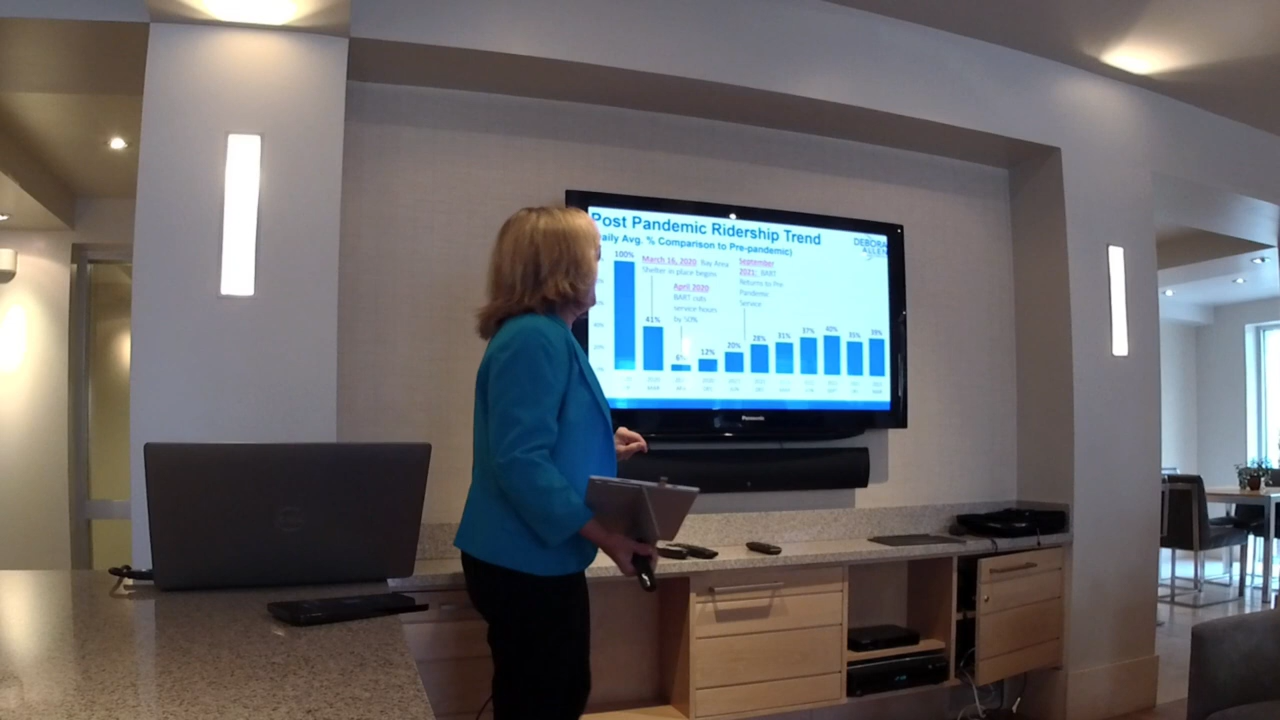 Post Pandemic Ridership Trend
aily Avg. % Comparison to Pre-pandemic)
DEBORA
ALLEN
100%
March 16, 2020: Bay Area
Shelter in place begins
April 2020
BART cuts
service hours
by 50%
September
2021: BART
Returns to Pre
Pandemic
Service
41%
6%
12%
20%
28%
31%
37%
40%
35%
39%
Panasonic
DELL